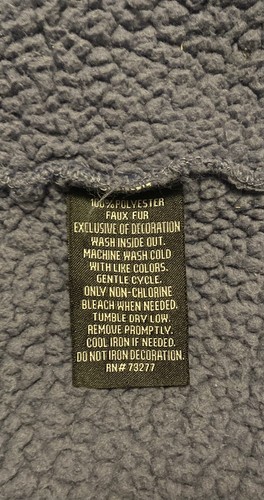 100% POLYESTER
FAUX FUR
EXCLUSIVE OF DECORATION
WASH INSIDE OUT.
MACHINE WASH COLD
WITH LIKE COLORS.
GENTLE CYCLE.
ONLY NON-CHLORINE
BLEACH WHEN NEEDED.
TUMBLE DRY LOW.
REMOVE PROMPTLY.
COOL IRON IF NEEDED.
DO NOT IRON DECORATION.
RN# 73277